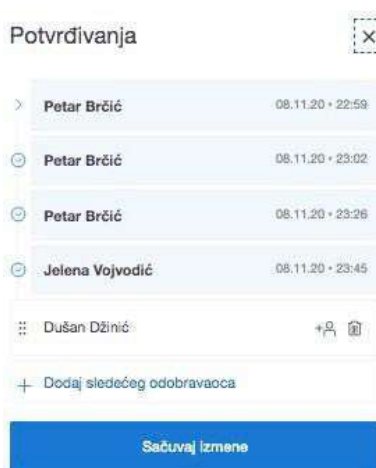 Potvrđivanja
Petar Brčić 08.11.20 • 22:59
Petar Brčić 08.11.20 • 23:02
Petar Brčić 08.11.20 • 23:26
Jelena Vojvodić 08.11.20 • 23:45
Dušan Džinić
Dodaj sledećeg odobravaoca
Sačuvaj izmene